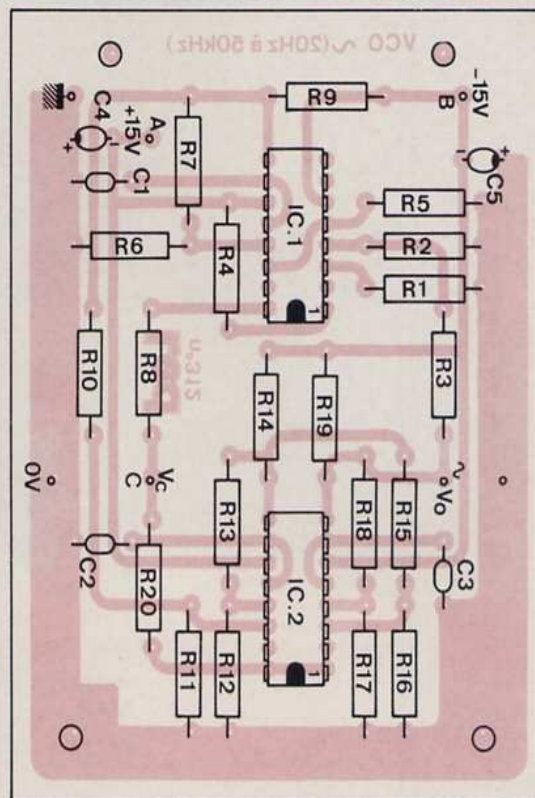 VCO ~ (20Hz à 50kHz)
-15V
B
R9
C4
+15V
A
+
-
R7
C1
-
+
C5
IC.1
1
R5
R2
R1
R6
R4
R10
R8
n°312
R3
R14
R19
0V
Vc
C
~
Vo
R13
R18
R15
C2
R20
IC.2
1
C3
R11
R12
R17
R16